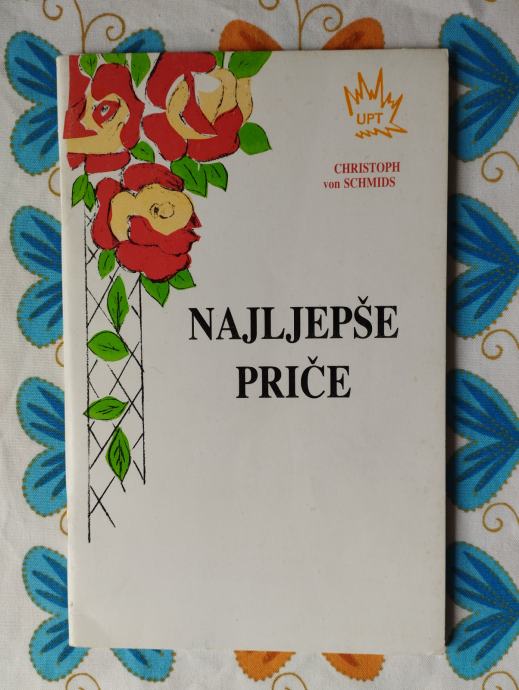 UPT
CHRISTOPH
von SCHMIDS
NAJLJEPŠE
PRIČE